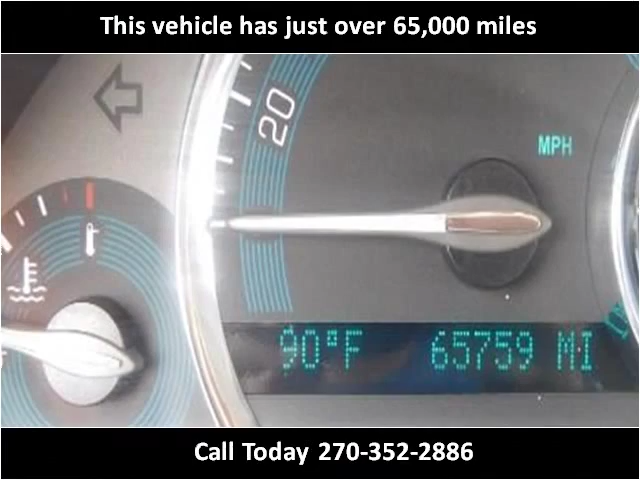 This vehicle has just over 65,000 miles
20
MPH
90°F 65759 MI
Call Today 270-352-2886